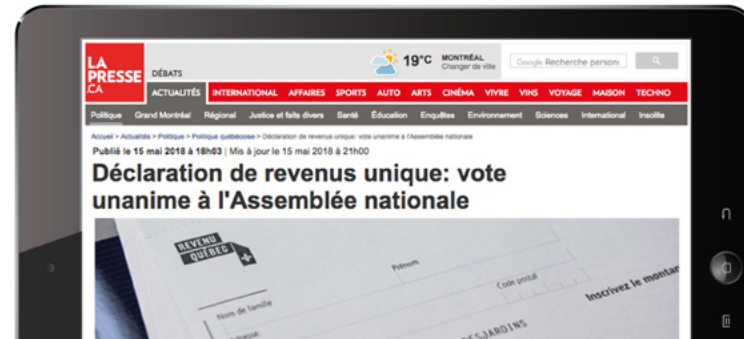 LA
PRESSE
.CA
DÉBATS
19°C
MONTRÉAL
Changer de ville
Google Recherche person
ACTUALITÉS INTERNATIONAL AFFAIRES SPORTS AUTO ARTS CINÉMA VIVRE VINS VOYAGE MAISON TECHNO
Politique Grand Montréal Régional Justice et faits divers Santé Éducation Enquêtes Environnement Sciences International Insolite
Accueil > Actualités > Politique > Politique québécoise > Déclaration de revenus unique: vote unanime à l'Assemblée nationale
Publié le 15 mai 2018 à 18h03 | Mis à jour le 15 mai 2018 à 21h00
Déclaration de revenus unique: vote
unanime à l'Assemblée nationale
REVENU
QUÉBEC
Prénom
Code postal
Inscrivez le montan
Nom de famille
DESJARDINS